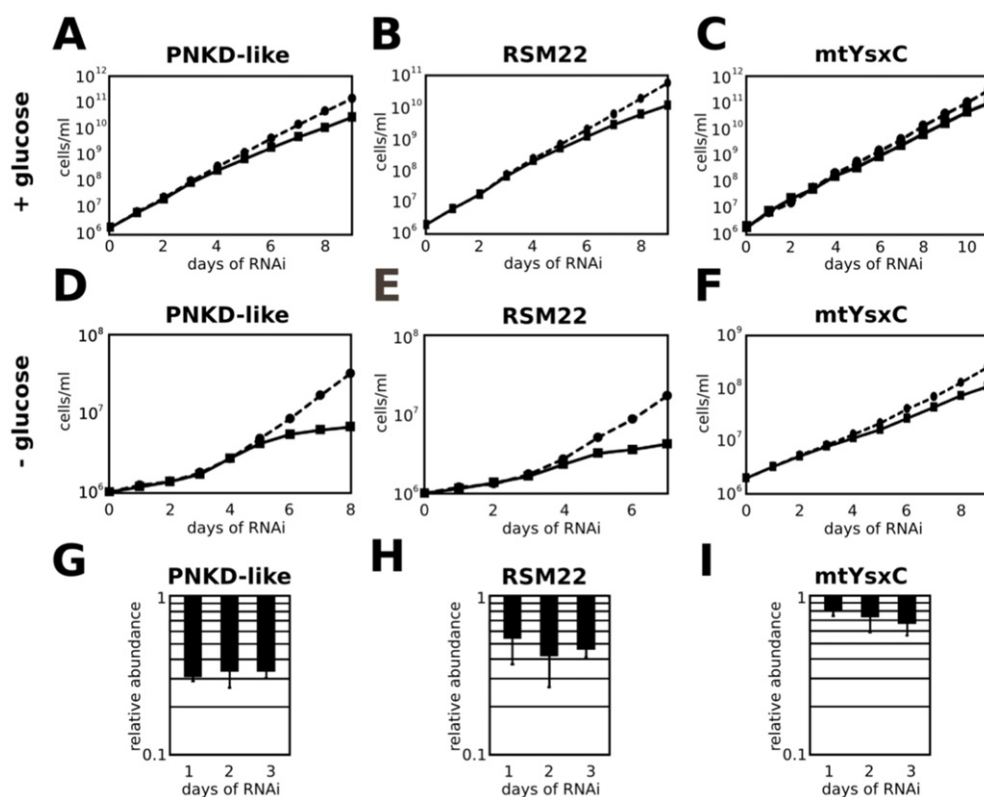 A B C
PNKD-like RSM22 mtYsxC
+ glucose
cells/ml
10^12
10^11
10^10
10^9
10^8
10^7
10^6
0 2 4 6 8
days of RNAi
cells/ml
10^11
10^10
10^9
10^8
10^7
10^6
0 2 4 6 8
days of RNAi
cells/ml
10^12
10^11
10^10
10^9
10^8
10^7
10^6
0 2 4 6 8 10
days of RNAi
D E F
PNKD-like RSM22 mtYsxC
- glucose
cells/ml
10^8
10^7
10^6
0 2 4 6 8
days of RNAi
cells/ml
10^8
10^7
10^6
0 2 4 6
days of RNAi
cells/ml
10^9
10^8
10^7
10^6
0 2 4 6 8
days of RNAi
G H I
PNKD-like RSM22 mtYsxC
relative abundance
1
0.1
1 2 3
days of RNAi
relative abundance
1
0.1
1 2 3
days of RNAi
relative abundance
1
0.1
1 2 3
days of RNAi